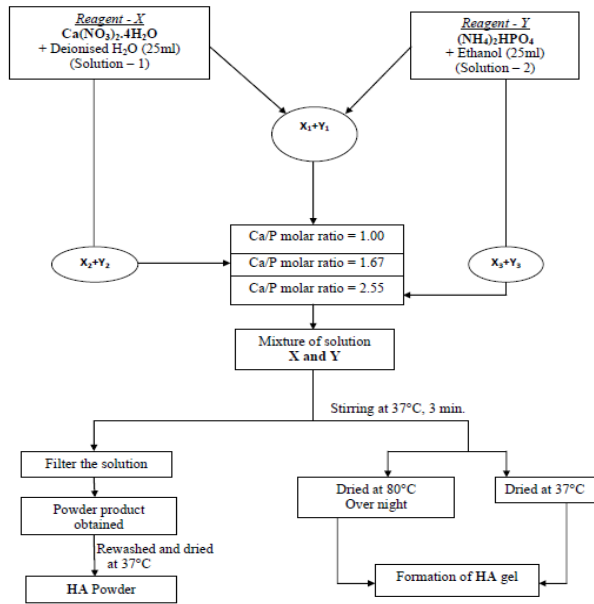 Reagent - X
Ca(NO₃)₂.4H₂O
+ Deionised H₂O (25ml)
(Solution – 1)
Reagent - Y
(NH₄)₂HPO₄
+ Ethanol (25ml)
(Solution – 2)
X₁+Y₁
Ca/P molar ratio = 1.00
X₂+Y₂
Ca/P molar ratio = 1.67
X₃+Y₃
Ca/P molar ratio = 2.55
Mixture of solution
X and Y
Stirring at 37°C, 3 min.
Filter the solution
Powder product
obtained
Rewashed and dried
at 37°C
HA Powder
Dried at 80°C
Over night
Dried at 37°C
Formation of HA gel